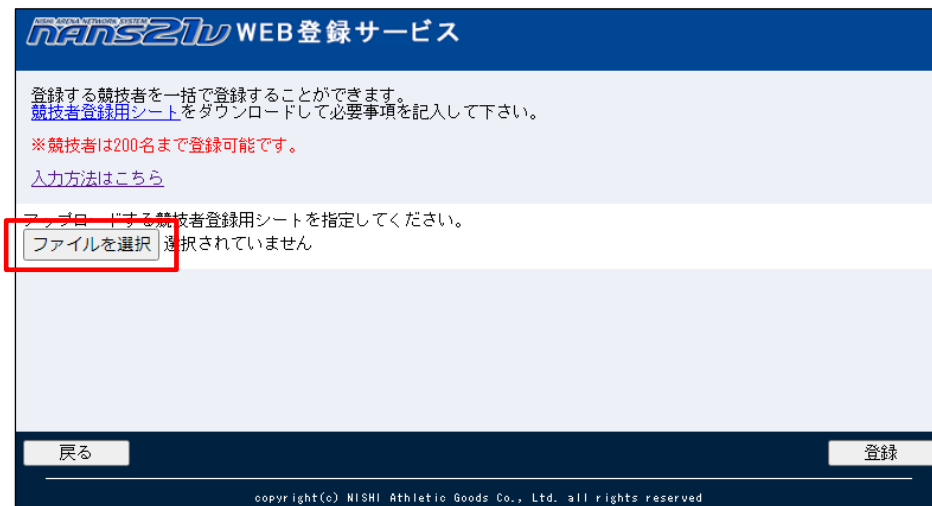 NISHI ARENA NETWORK SYSTEM
nans21V WEB登録サービス
登録する競技者を一括で登録することができます。
競技者登録用シートをダウンロードして必要事項を記入して下さい。
※競技者は200名まで登録可能です。
入力方法はこちら
アップロードする競技者登録用シートを指定してください。
ファイルを選択 選択されていません
戻る 登録
copyright(c) NISHI Athletic Goods Co., Ltd. all rights reserved